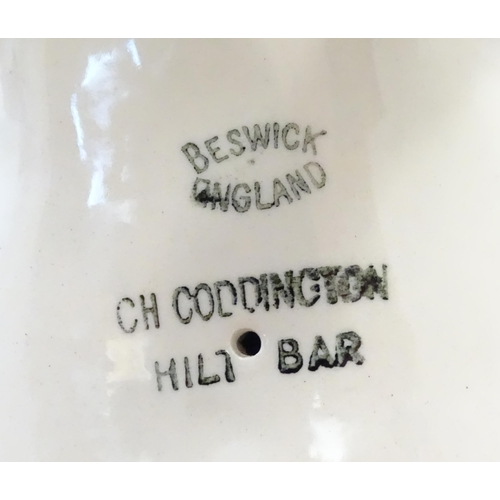 BESWICK
ENGLAND
CH CODDINGTON
HILT BAR